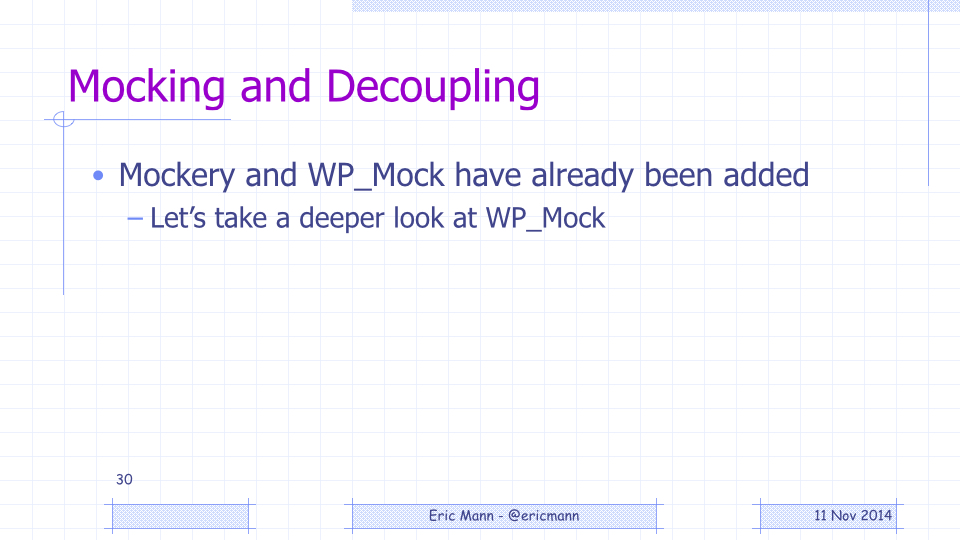 Mocking and Decoupling
• Mockery and WP_Mock have already been added
– Let’s take a deeper look at WP_Mock
30
Eric Mann - @ericmann
11 Nov 2014